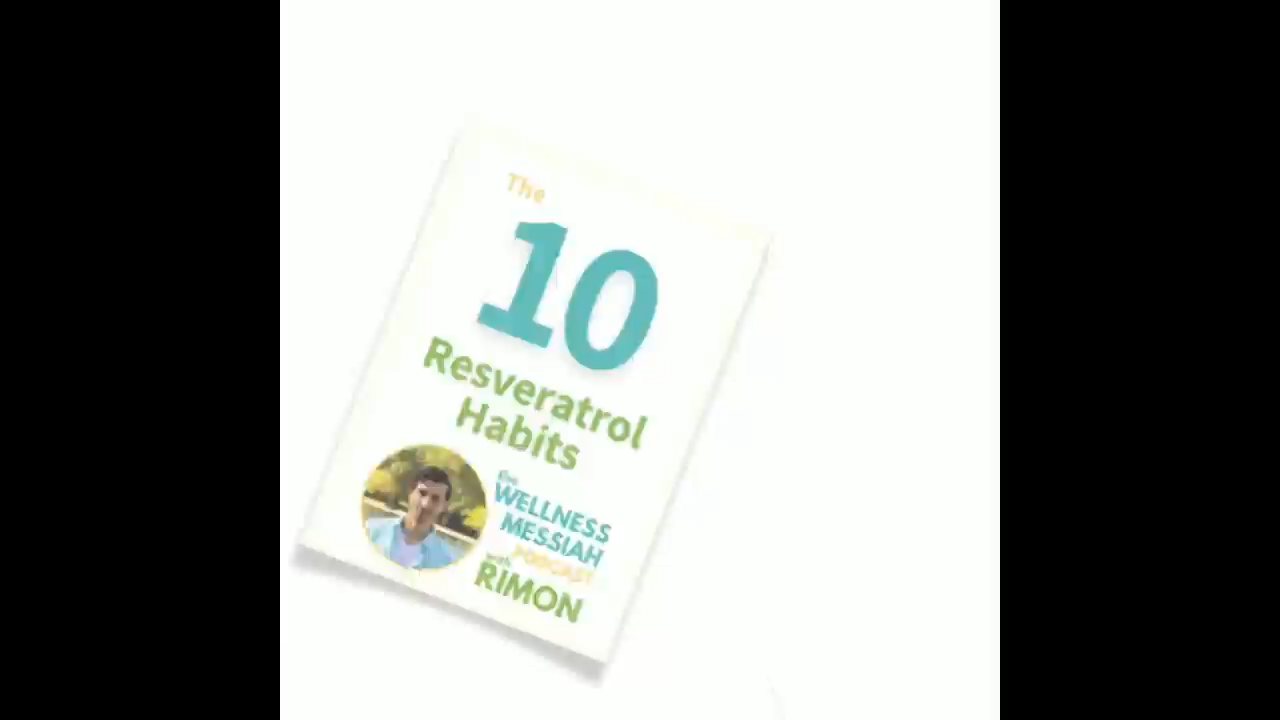 The
10
Resveratrol
Habits
the
WELLNESS
MESSIAH
PODCAST
with
RIMON